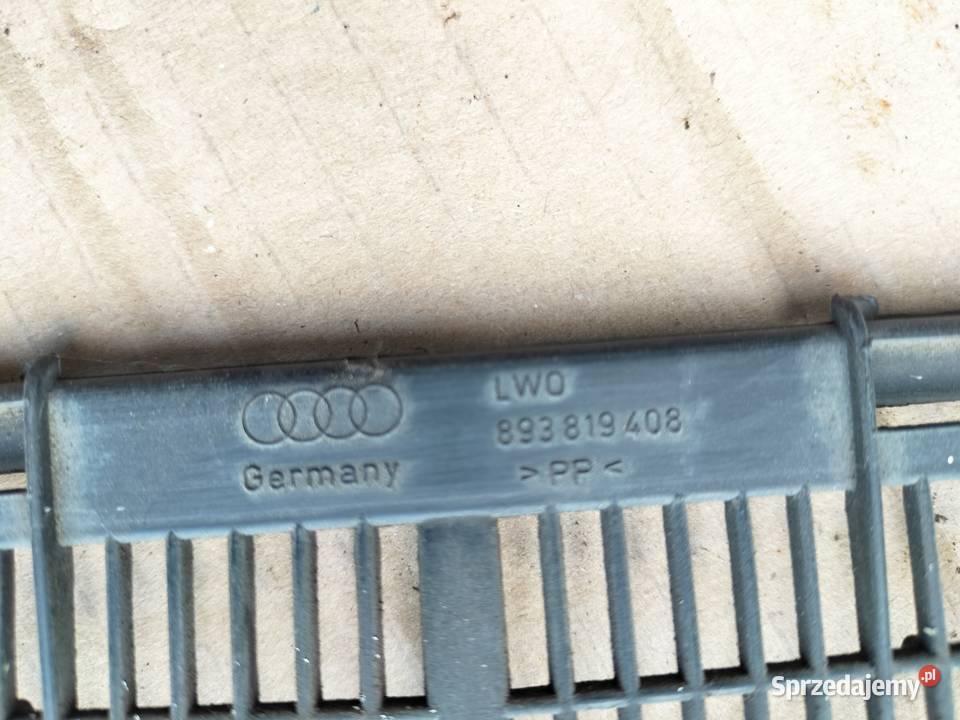 LWO
893 819 408
Germany
>PP<
Sprzedajemy.pl